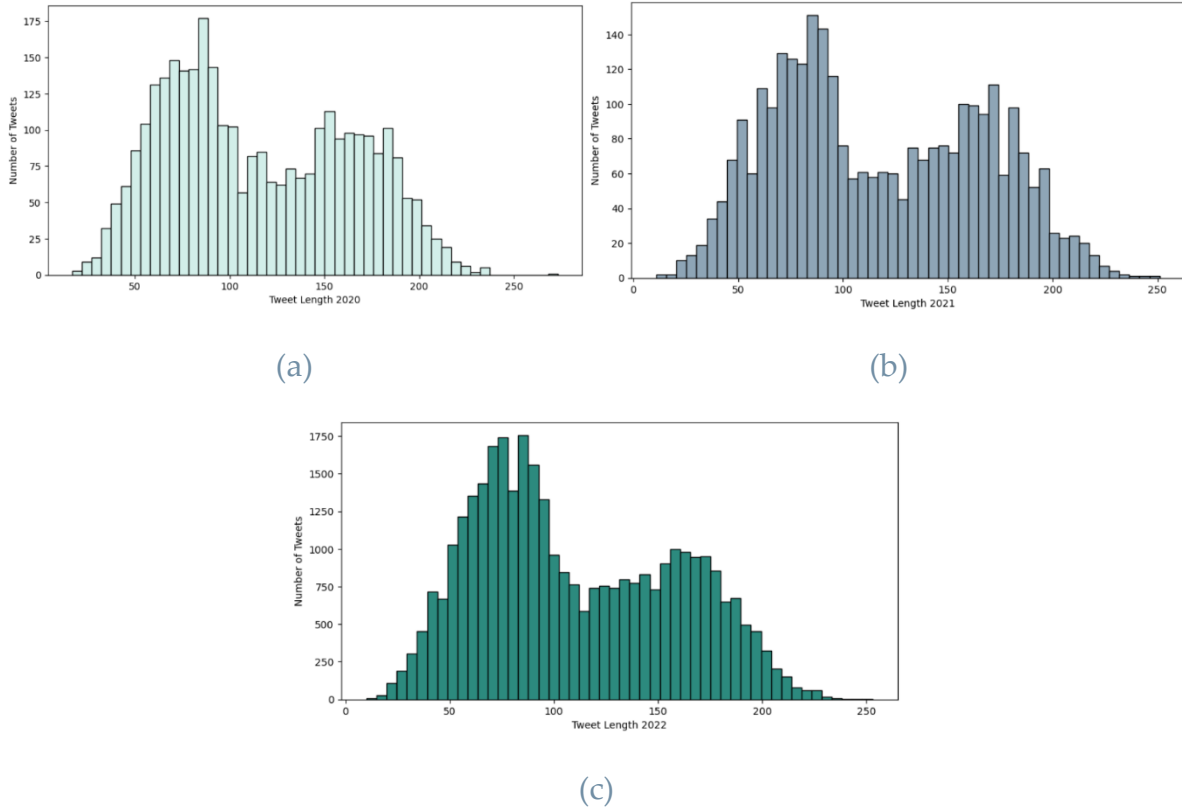 175
150
125
100
75
50
25
0
Number of Tweets
50 100 150 200 250
Tweet Length 2020
(a)
140
120
100
80
60
40
20
0
Number of Tweets
0 50 100 150 200 250
Tweet Length 2021
(b)
1750
1500
1250
1000
750
500
250
0
Number of Tweets
0 50 100 150 200 250
Tweet Length 2022
(c)